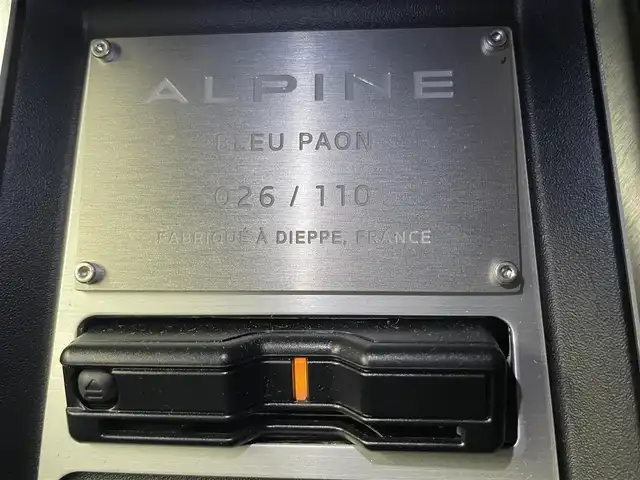 ALPINE
BLEU PAON
026 / 110
FABRIQUÉ À DIEPPE, FRANCE